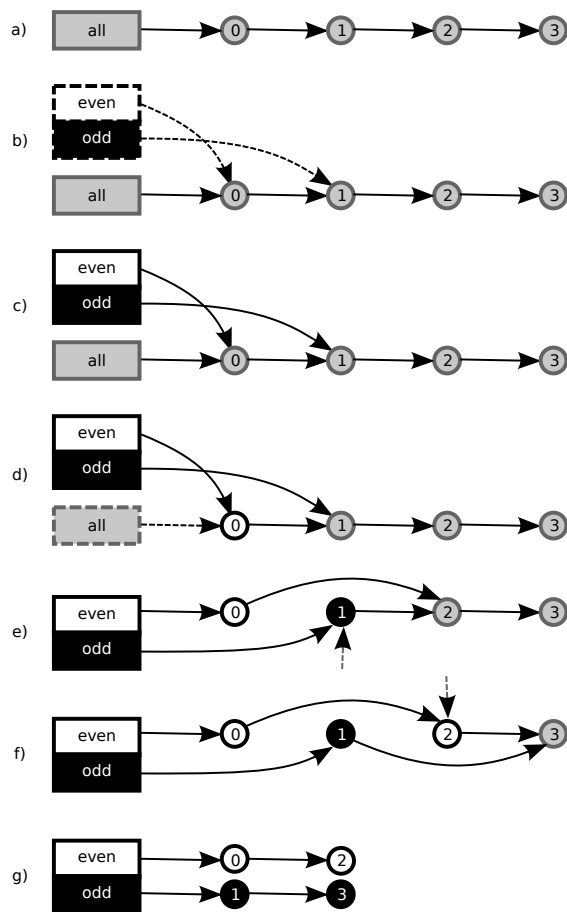 a) all 0 1 2 3
even
b) odd
all 0 1 2 3
even
c) odd
all 0 1 2 3
even
d) odd
all 0 1 2 3
even 0 1 2 3
e) odd
even 0 1 2 3
f) odd
even 0 2
g) odd 1 3